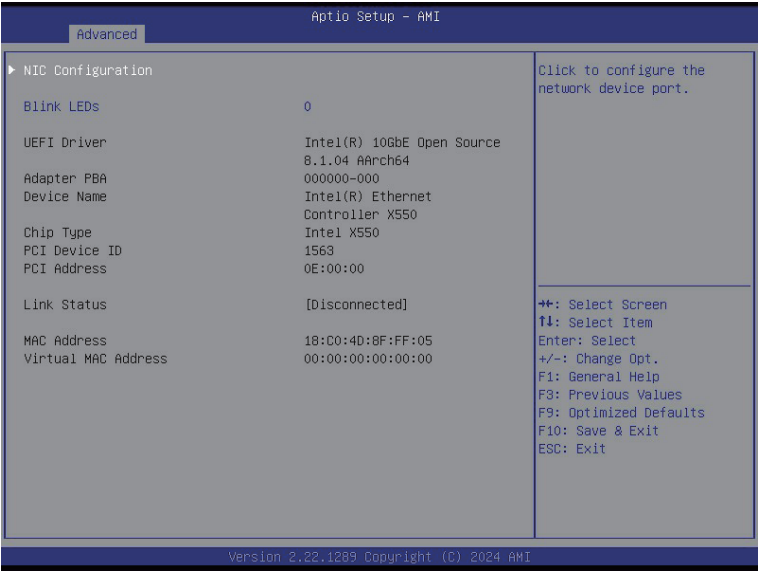 Aptio Setup – AMI
Advanced
▶ NIC Configuration
Blink LEDs 0
UEFI Driver Intel(R) 10GbE Open Source
8.1.04 AArch64
Adapter PBA 000000-000
Device Name Intel(R) Ethernet
Controller X550
Chip Type Intel X550
PCI Device ID 1563
PCI Address 0E:00:00
Link Status [Disconnected]
MAC Address 18:C0:4D:8F:FF:05
Virtual MAC Address 00:00:00:00:00:00
Click to configure the
network device port.
→←: Select Screen
↑↓: Select Item
Enter: Select
+/-: Change Opt.
F1: General Help
F3: Previous Values
F9: Optimized Defaults
F10: Save & Exit
ESC: Exit
Version 2.22.1289 Copyright (C) 2024 AMI